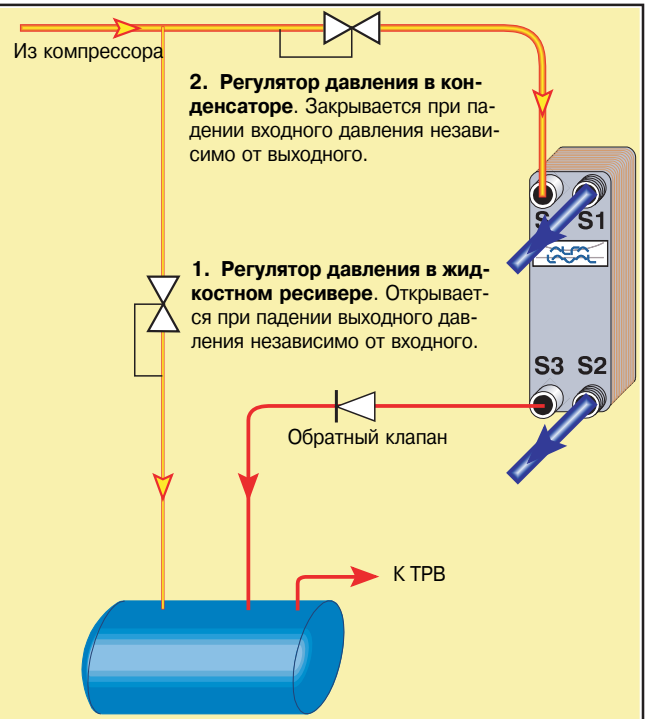 Из компрессора
2. Регулятор давления в кон-
денсаторе. Закрывается при па-
дении входного давления незави-
симо от выходного.
S1
1. Регулятор давления в жид-
костном ресивере. Открывает-
ся при падении выходного дав-
ления независимо от входного.
S3 S2
Обратный клапан
К ТРВ